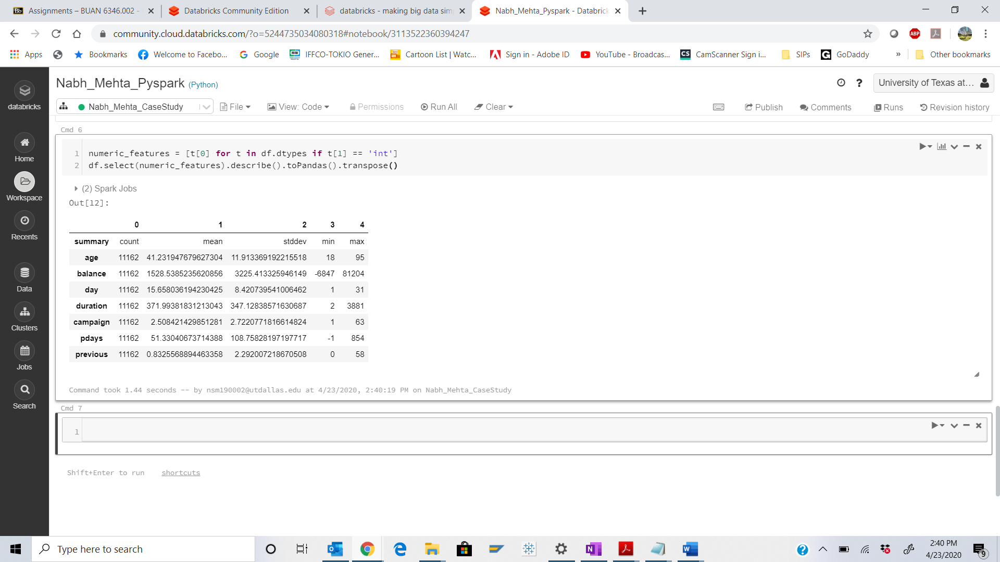 Assignments – BUAN 6346.002 -
Databricks Community Edition
databricks - making big data sim
Nabh_Mehta_Pyspark - Databrick
community.cloud.databricks.com/?o=5244735034080318#notebook/3113522360394247
Apps
Bookmarks
Welcome to Facebo...
Google
IFFCO-TOKIO Gener...
Cartoon List | Watc...
Sign in - Adobe ID
YouTube - Broadcas...
CamScanner Sign i...
SIPs
GoDaddy
»
Other bookmarks
Nabh_Mehta_Pyspark (Python)
University of Texas at...
Nabh_Mehta_CaseStudy
File
View: Code
Permissions
Run All
Clear
Publish
Comments
Runs
Revision history
databricks
Home
Workspace
Recents
Data
Clusters
Jobs
Search
Cmd 6
1 numeric_features = [t[0] for t in df.dtypes if t[1] == 'int']
2 df.select(numeric_features).describe().toPandas().transpose()
(2) Spark Jobs
Out[12]:
0 1 2 3 4
summary count mean stddev min max
age 11162 41.231947679627304 11.913369192215518 18 95
balance 11162 1528.5385235620856 3225.413325946149 -6847 81204
day 11162 15.658036194230425 8.420739541006462 1 31
duration 11162 371.99381831213043 347.12838571630687 2 3881
campaign 11162 2.508421429851281 2.7220771816614824 1 63
pdays 11162 51.33040673714388 108.75828197197717 -1 854
previous 11162 0.8325568894463358 2.292007218670508 0 58
Command took 1.44 seconds -- by nsm190002@utdallas.edu at 4/23/2020, 2:40:19 PM on Nabh_Mehta_CaseStudy
Cmd 7
1
Shift+Enter to run shortcuts
Type here to search
2:40 PM
4/23/2020
9